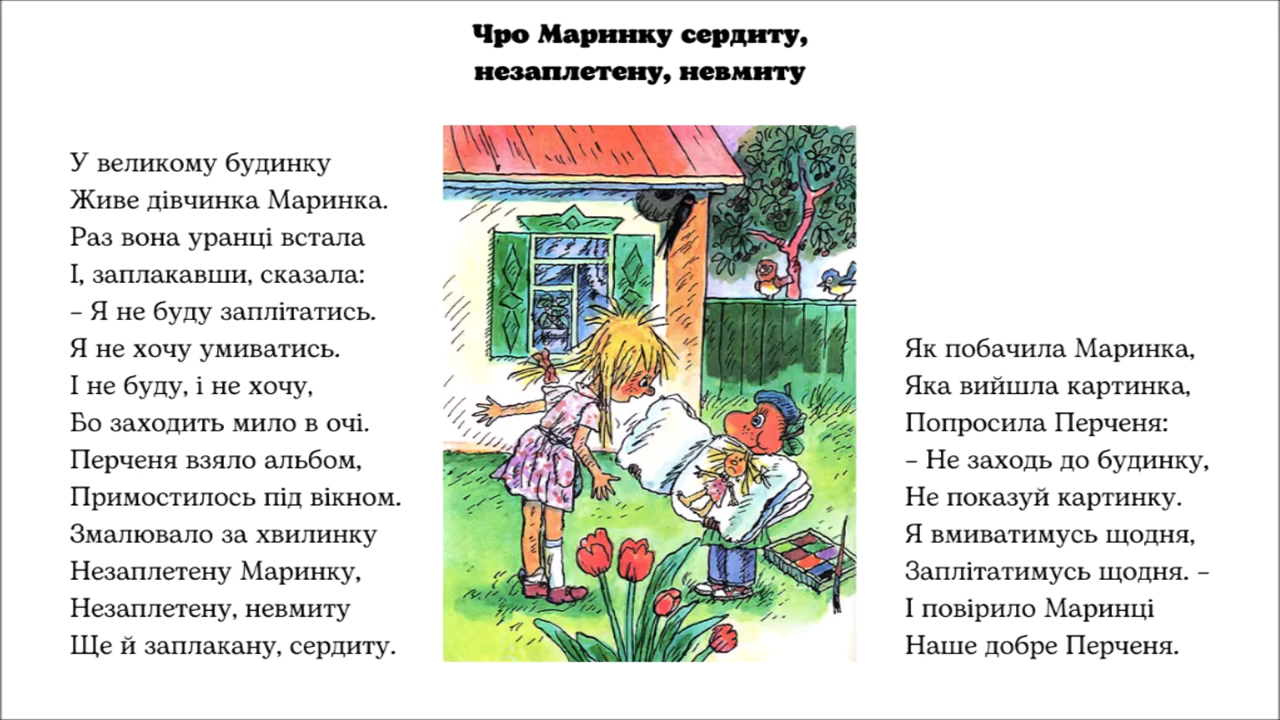 Чро Маринку сердиту,
незаплетену, невмиту
У великому будинку
Живе дівчинка Маринка.
Раз вона уранці встала
І, заплакавши, сказала:
– Я не буду заплітатись.
Я не хочу умиватись.
І не буду, і не хочу,
Бо заходить мило в очі.
Перченя взяло альбом,
Примостилось під вікном.
Змалювало за хвилинку
Незаплетену Маринку,
Незаплетену, невмиту
Ще й заплакану, сердиту.
Як побачила Маринка,
Яка вийшла картинка,
Попросила Перченя:
– Не заходь до будинку,
Не показуй картинку.
Я вмиватимусь щодня,
Заплітатимусь щодня. –
І повірило Маринці
Наше добре Перченя.